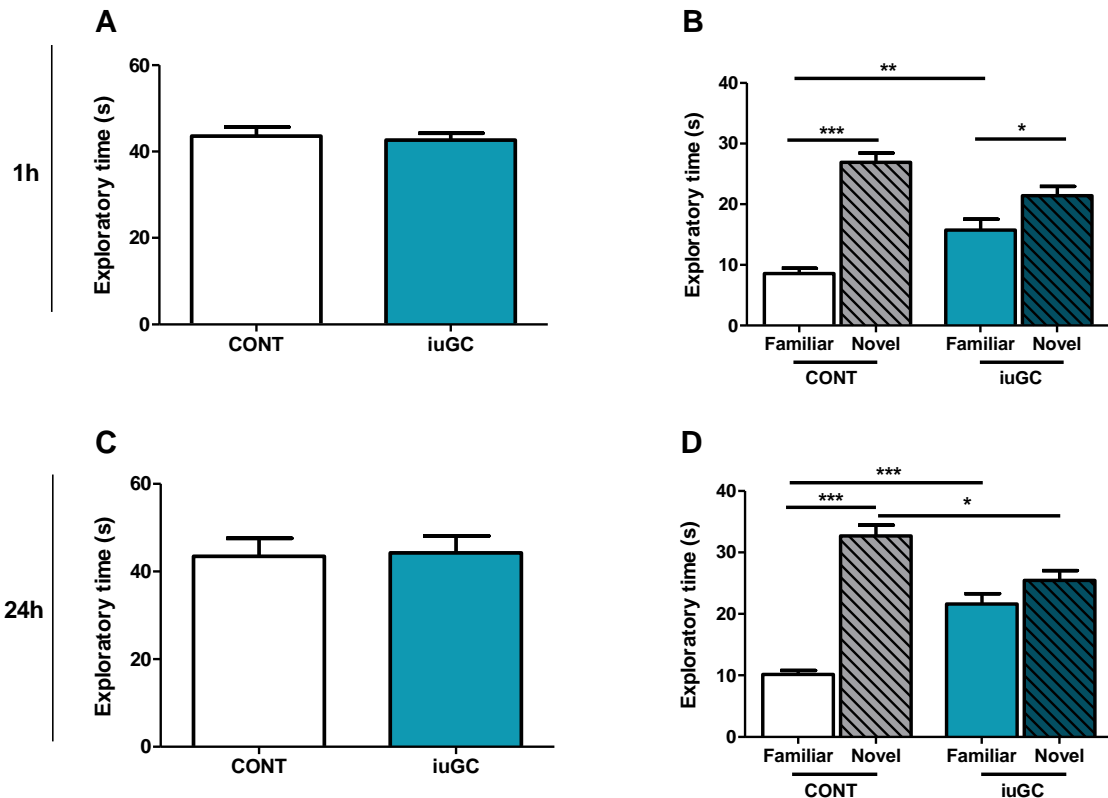 A
Exploratory time (s)
60
40
20
0
CONT iuGC
1h
B
Exploratory time (s)
40
30
20
10
0
**
***
*
Familiar Novel Familiar Novel
CONT iuGC
C
Exploratory time (s)
60
40
20
0
CONT iuGC
24h
D
Exploratory time (s)
40
30
20
10
0
***
***
*
Familiar Novel Familiar Novel
CONT iuGC